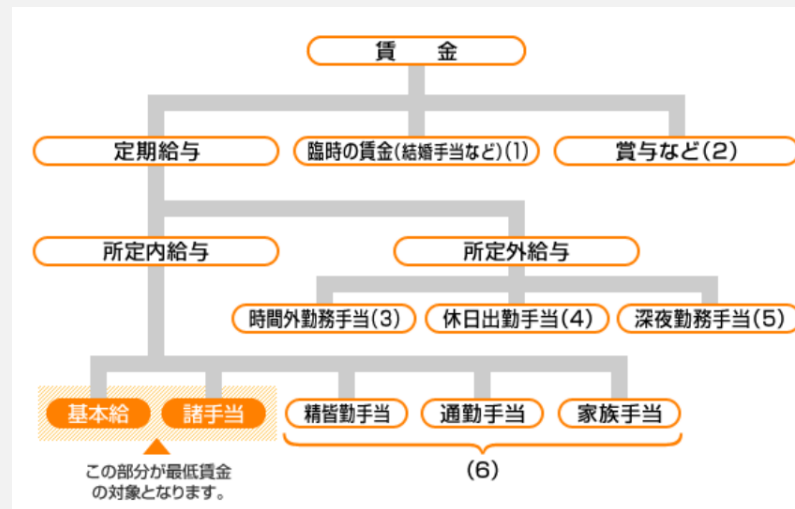 賃　金
定期給与
臨時の賃金(結婚手当など)(1)
賞与など(2)
所定内給与
所定外給与
時間外勤務手当(3)
休日出勤手当(4)
深夜勤務手当(5)
基本給
諸手当
精皆勤手当
通勤手当
家族手当
この部分が最低賃金
の対象となります。
(6)